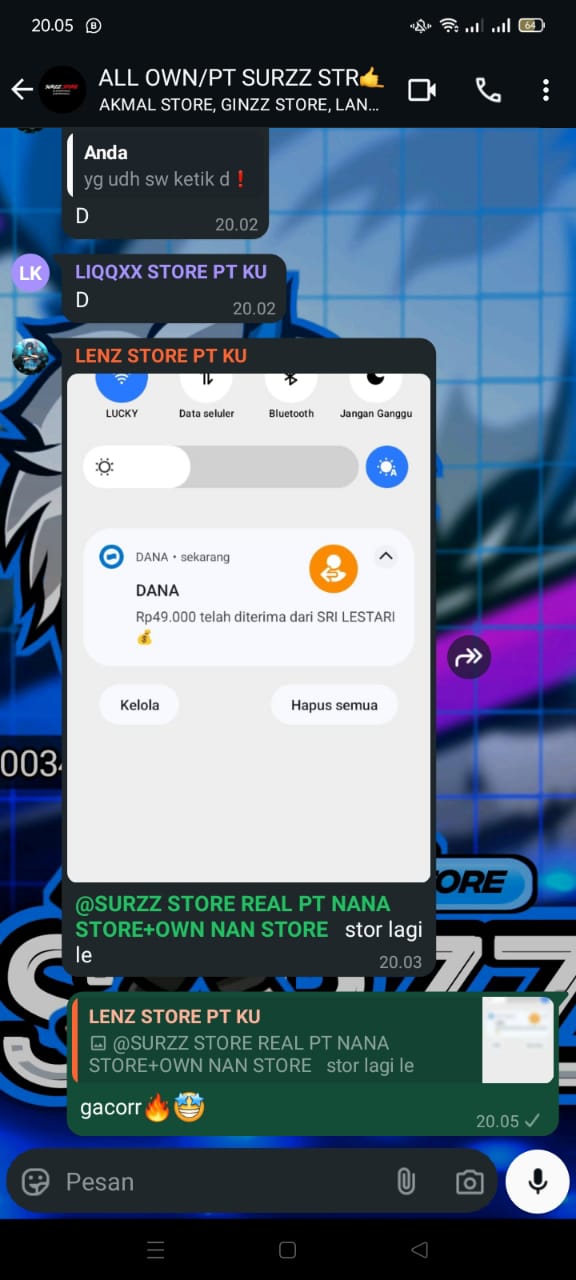 20.05
64
ALL OWN/PT SURZZ STR🤙
AKMAL STORE, GINZZ STORE, LAN...
Anda
yg udh sw ketik d❗
D
20.02
LK
LIQQXX STORE PT KU
D
20.02
LENZ STORE PT KU
LUCKY
Data seluler
Bluetooth
Jangan Ganggu
DANA • sekarang
DANA
Rp49.000 telah diterima dari SRI LESTARI
💰
Kelola
Hapus semua
@SURZZ STORE REAL PT NANA
STORE+OWN NAN STORE stor lagi
le
20.03
LENZ STORE PT KU
@SURZZ STORE REAL PT NANA
STORE+OWN NAN STORE stor lagi le
gacorr🔥🤩
20.05
Pesan